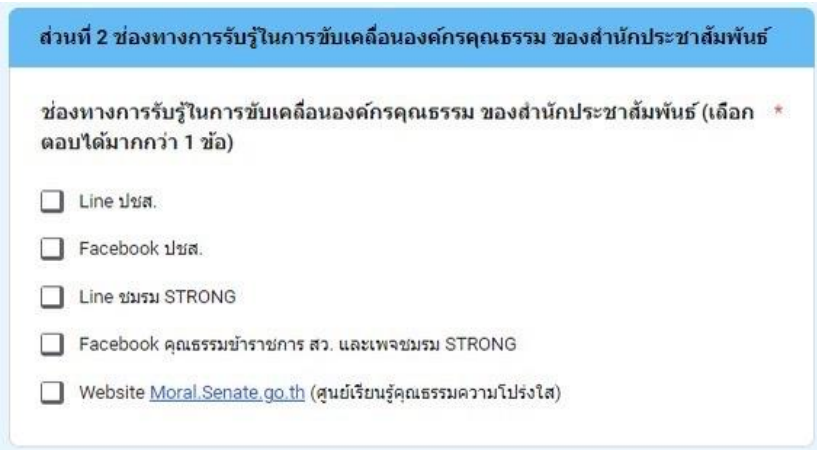 ส่วนที่ 2 ช่องทางการรับรู้ในการขับเคลื่อนองค์กรคุณธรรม ของสำนักประชาสัมพันธ์
ช่องทางการรับรู้ในการขับเคลื่อนองค์กรคุณธรรม ของสำนักประชาสัมพันธ์ (เลือก *
ตอบได้มากกว่า 1 ข้อ)
Line ปชส.
Facebook ปชส.
Line ชมรม STRONG
Facebook คุณธรรมข้าราชการ สว. และเพจชมรม STRONG
Website Moral.Senate.go.th (ศูนย์เรียนรู้คุณธรรมความโปร่งใส)